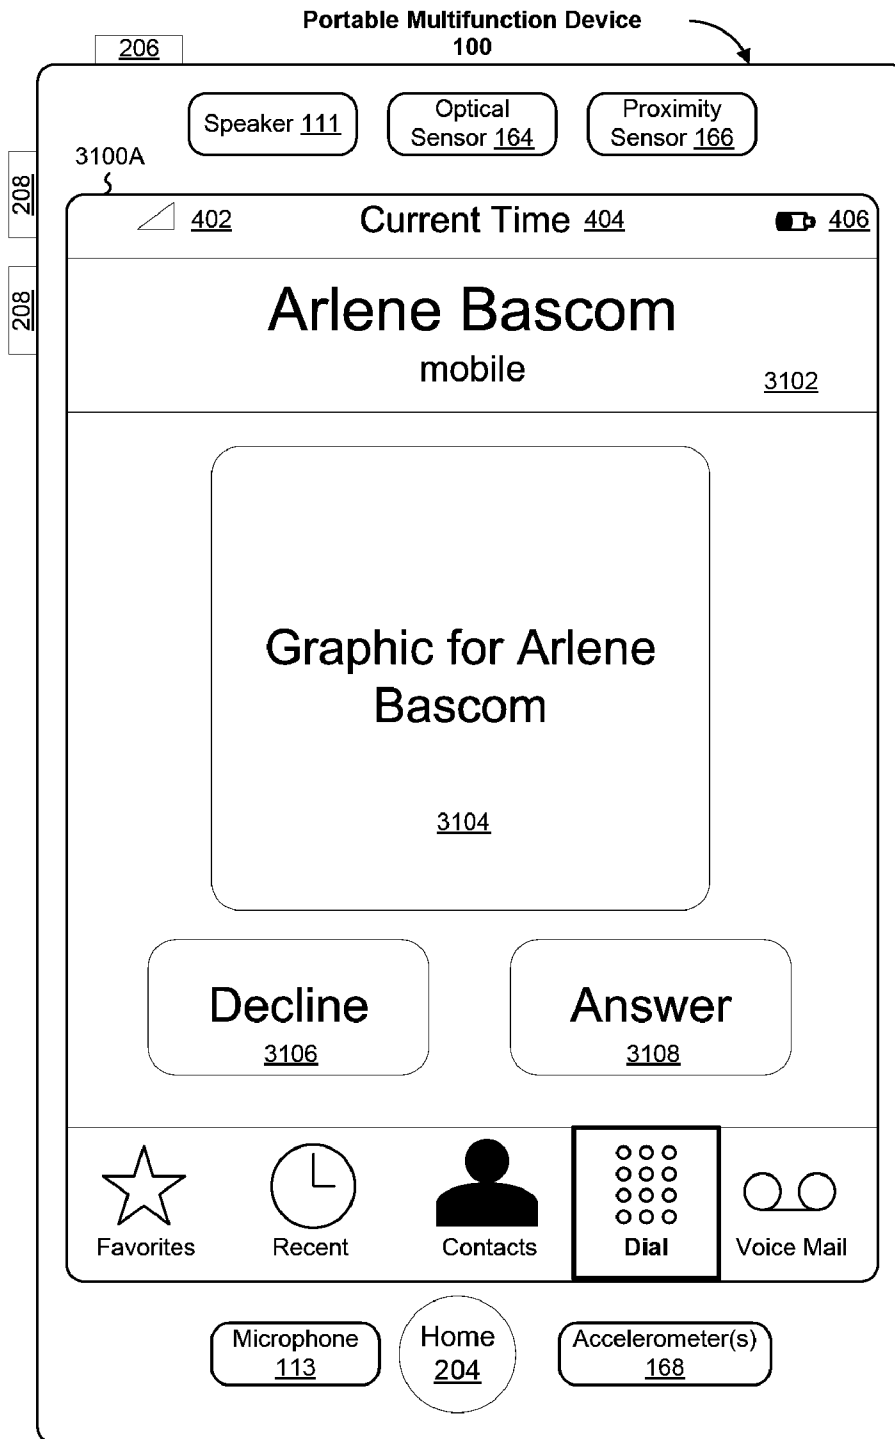 Portable Multifunction Device
100
206
Speaker 111
Optical
Sensor 164
Proximity
Sensor 166
3100A
208
208
402
Current Time 404
406
Arlene Bascom
mobile
3102
Graphic for Arlene
Bascom
3104
Decline
3106
Answer
3108
Favorites
Recent
Contacts
Dial
Voice Mail
Microphone
113
Home
204
Accelerometer(s)
168